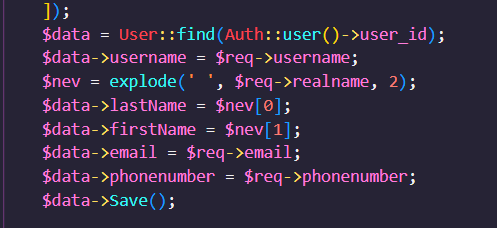 ]);
$data = User::find(Auth::user()->user_id);
$data->username = $req->username;
$nev = explode(' ', $req->realname, 2);
$data->lastName = $nev[0];
$data->firstName = $nev[1];
$data->email = $req->email;
$data->phonenumber = $req->phonenumber;
$data->Save();